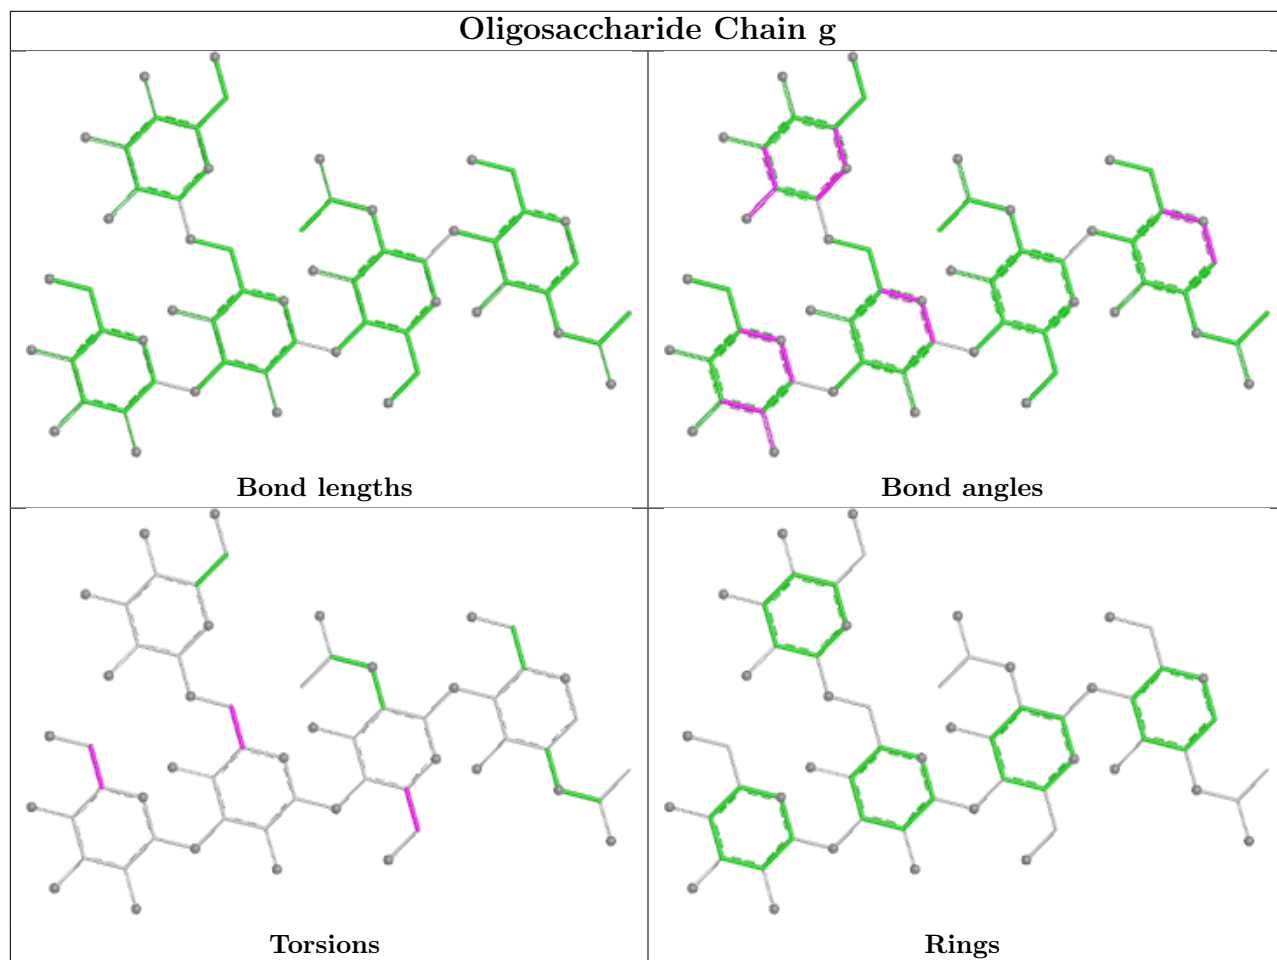 Oligosaccharide Chain g
Bond lengths
Bond angles
Torsions
Rings